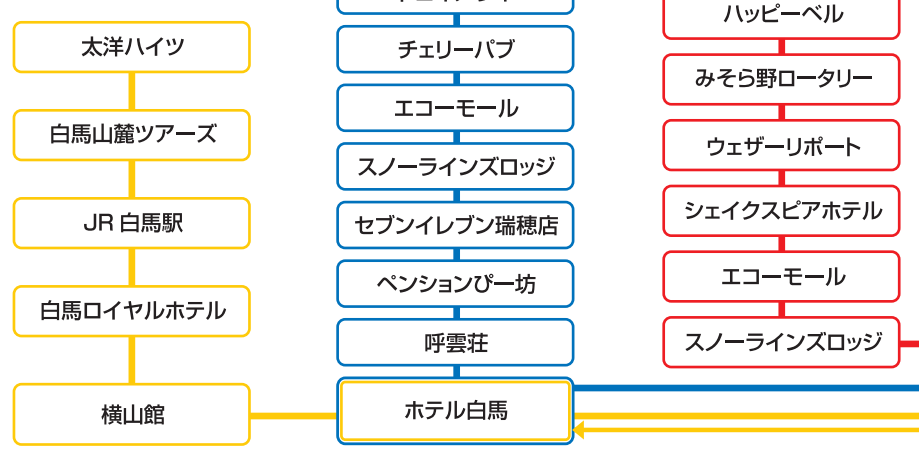 太洋ハイツ
白馬山麓ツアーズ
JR 白馬駅
白馬ロイヤルホテル
横山館
チェリーパブ
エコーモール
スノーラインズロッジ
セブンイレブン瑞穂店
ペンションぴー坊
呼雲荘
ホテル白馬
ハッピーベル
みそら野ロータリー
ウェザーリポート
シェイクスピアホテル
エコーモール
スノーラインズロッジ